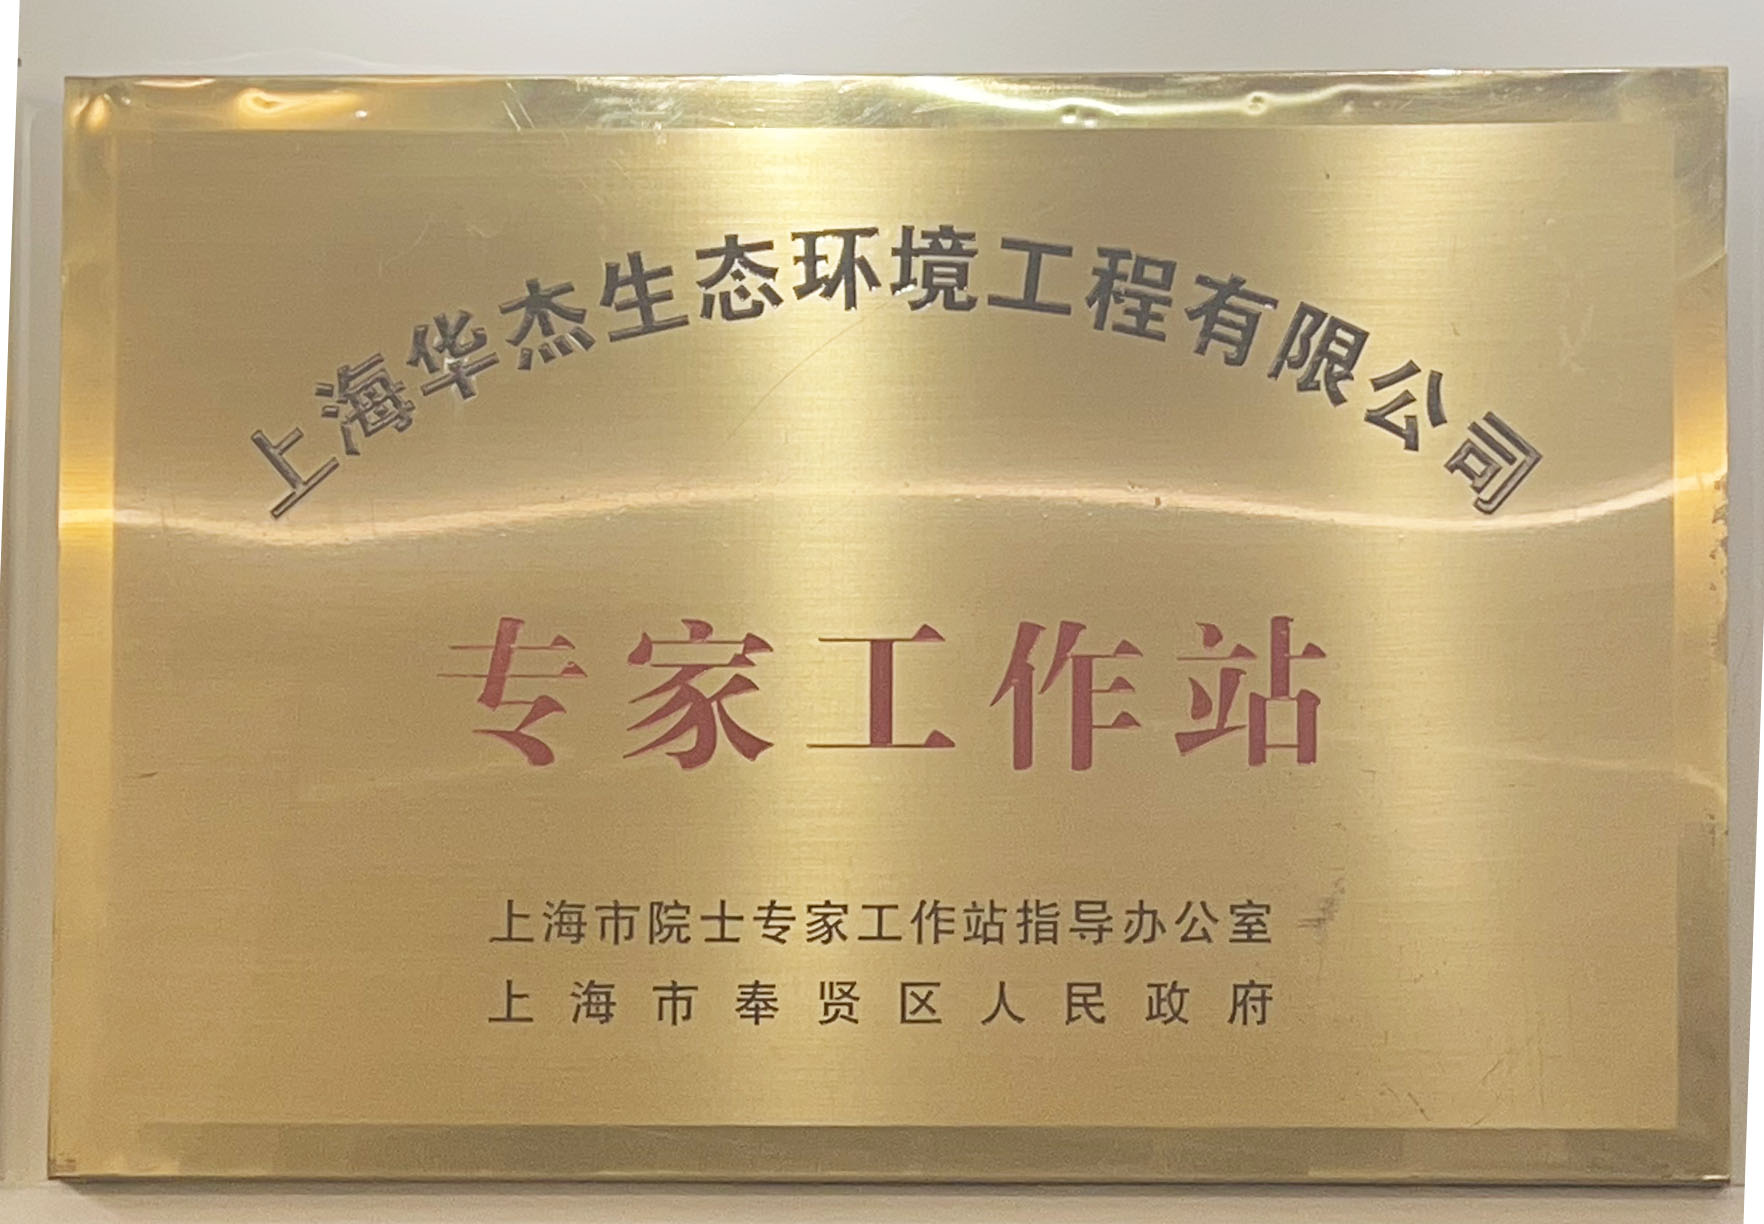 上海华杰生态环境工程有限公司
专家工作站
上海市院士专家工作站指导办公室
上海市奉贤区人民政府